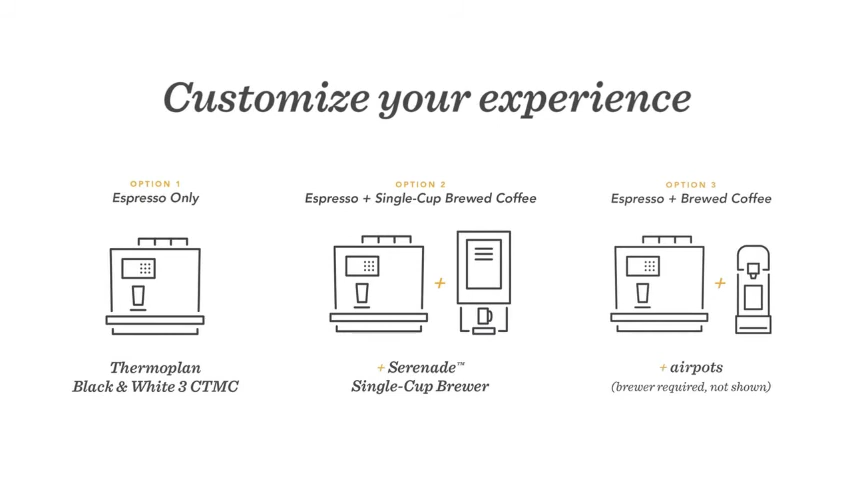 Customize your experience
OPTION 1
Espresso Only
Thermoplan
Black & White 3 CTMC
OPTION 2
Espresso + Single-Cup Brewed Coffee
+
+ Serenade™
Single-Cup Brewer
OPTION 3
Espresso + Brewed Coffee
+
+ airpots
(brewer required, not shown)